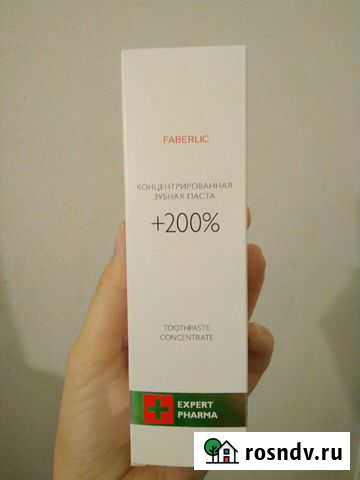 FABERLIC
КОНЦЕНТРИРОВАННАЯ
ЗУБНАЯ ПАСТА
+200%
TOOTHPASTE
CONCENTRATE
EXPERT
PHARMA
rosndv.ru